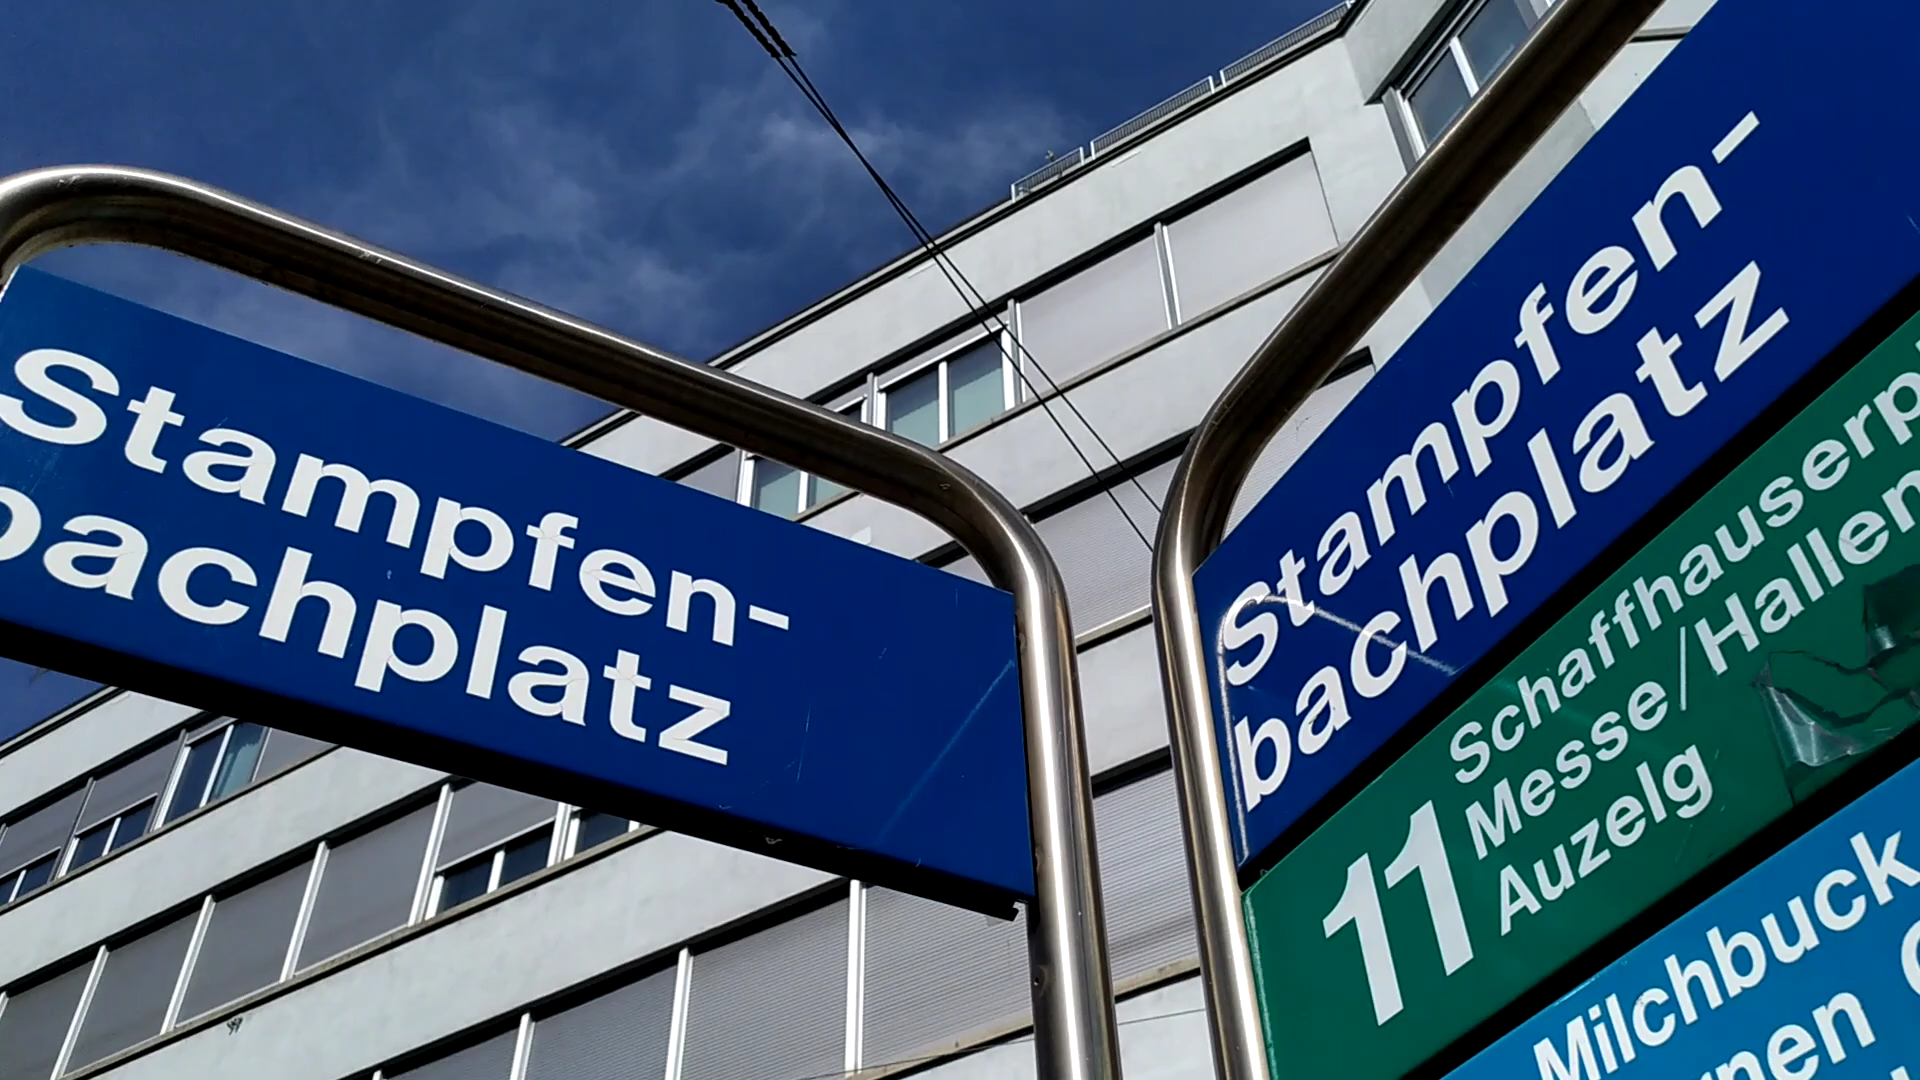 Stampfen-
bachplatz
Stampfen-
bachplatz
11
Schaffhauserp
Messe/Hallen
Auzelg
Milchbuck